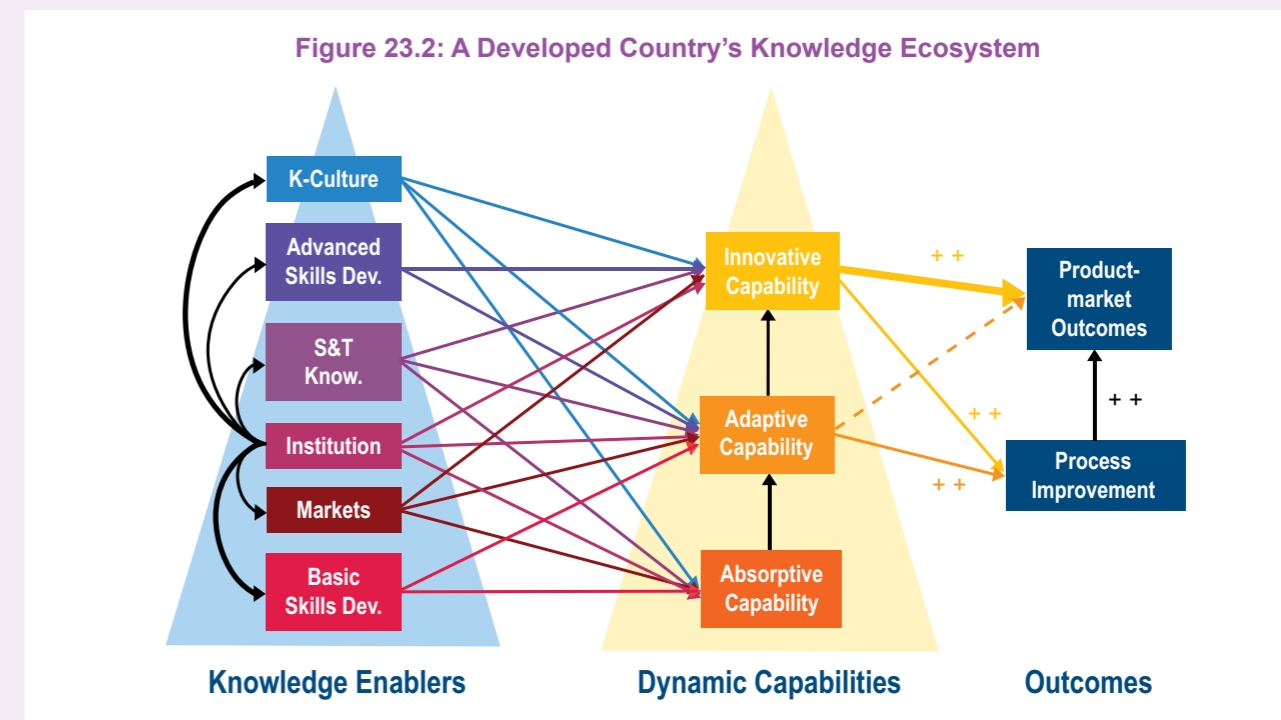 Figure 23.2: A Developed Country's Knowledge Ecosystem
K-Culture
Advanced
Skills Dev.
S&T
Know.
Institution
Markets
Basic
Skills Dev.
Innovative
Capability
Adaptive
Capability
Absorptive
Capability
+ +
+ +
+ +
+ +
Product-
market
Outcomes
Process
Improvement
Knowledge Enablers
Dynamic Capabilities
Outcomes